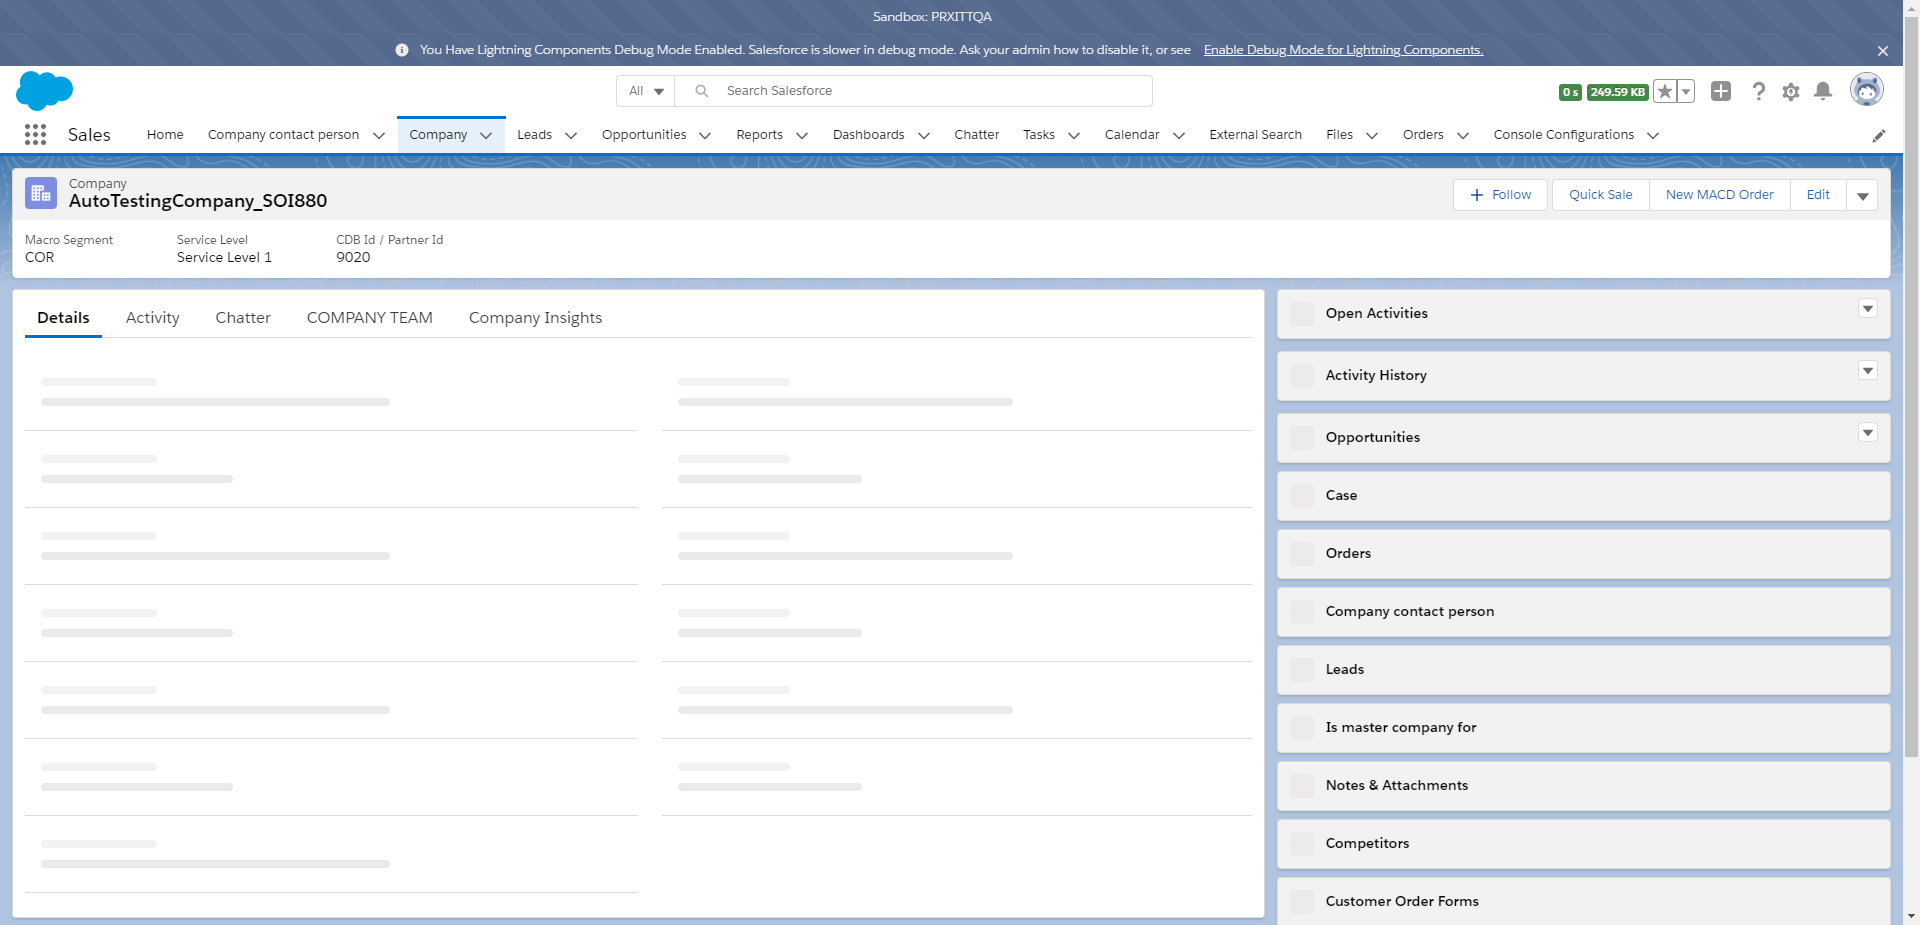 Sandbox: PRXITTQA
You Have Lightning Components Debug Mode Enabled. Salesforce is slower in debug mode. Ask your admin how to disable it, or see Enable Debug Mode for Lightning Components.
All Search Salesforce 0 s 249.59 KB
Sales Home Company contact person Company Leads Opportunities Reports Dashboards Chatter Tasks Calendar External Search Files Orders Console Configurations
Company
AutoTestingCompany_SOI880
Follow Quick Sale New MACD Order Edit
Macro Segment Service Level CDB Id / Partner Id
COR Service Level 1 9020
Details Activity Chatter COMPANY TEAM Company Insights
Open Activities
Activity History
Opportunities
Case
Orders
Company contact person
Leads
Is master company for
Notes & Attachments
Competitors
Customer Order Forms